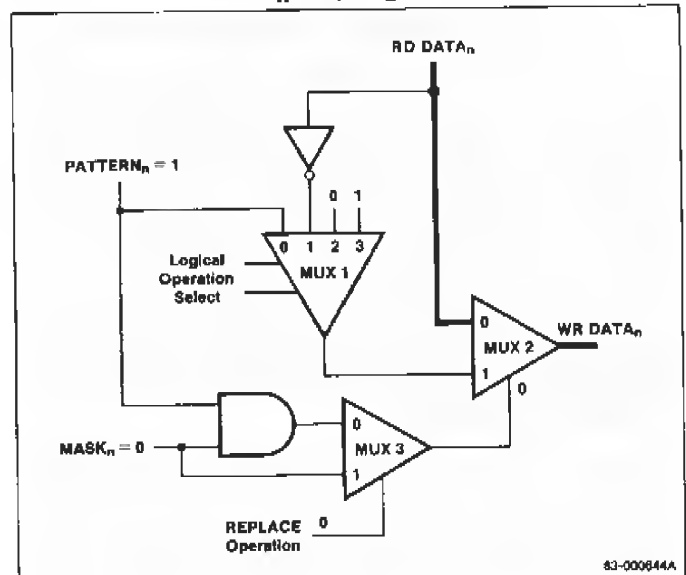 RD DATAn
PATTERNn = 1
0 1
0 1 2 3
MUX 1
Logical
Operation
Select
0
MUX 2
1
WR DATAn
0
MASKn = 0
0
MUX 3
1
REPLACE 0
Operation
83-000644A